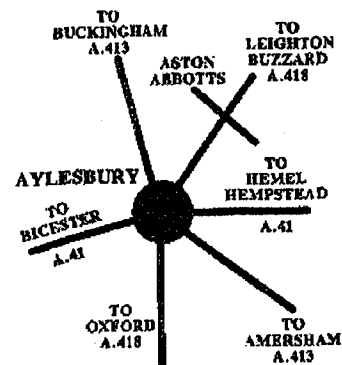 TO
BUCKINGHAM
A.413
TO
LEIGHTON
BUZZARD
A.418
ASTON
ABBOTTS
TO
HEMEL
HEMPSTEAD
A.41
AYLESBURY
TO
BICESTER
A.41
TO
OXFORD
A.418
TO
AMERSHAM
A.413